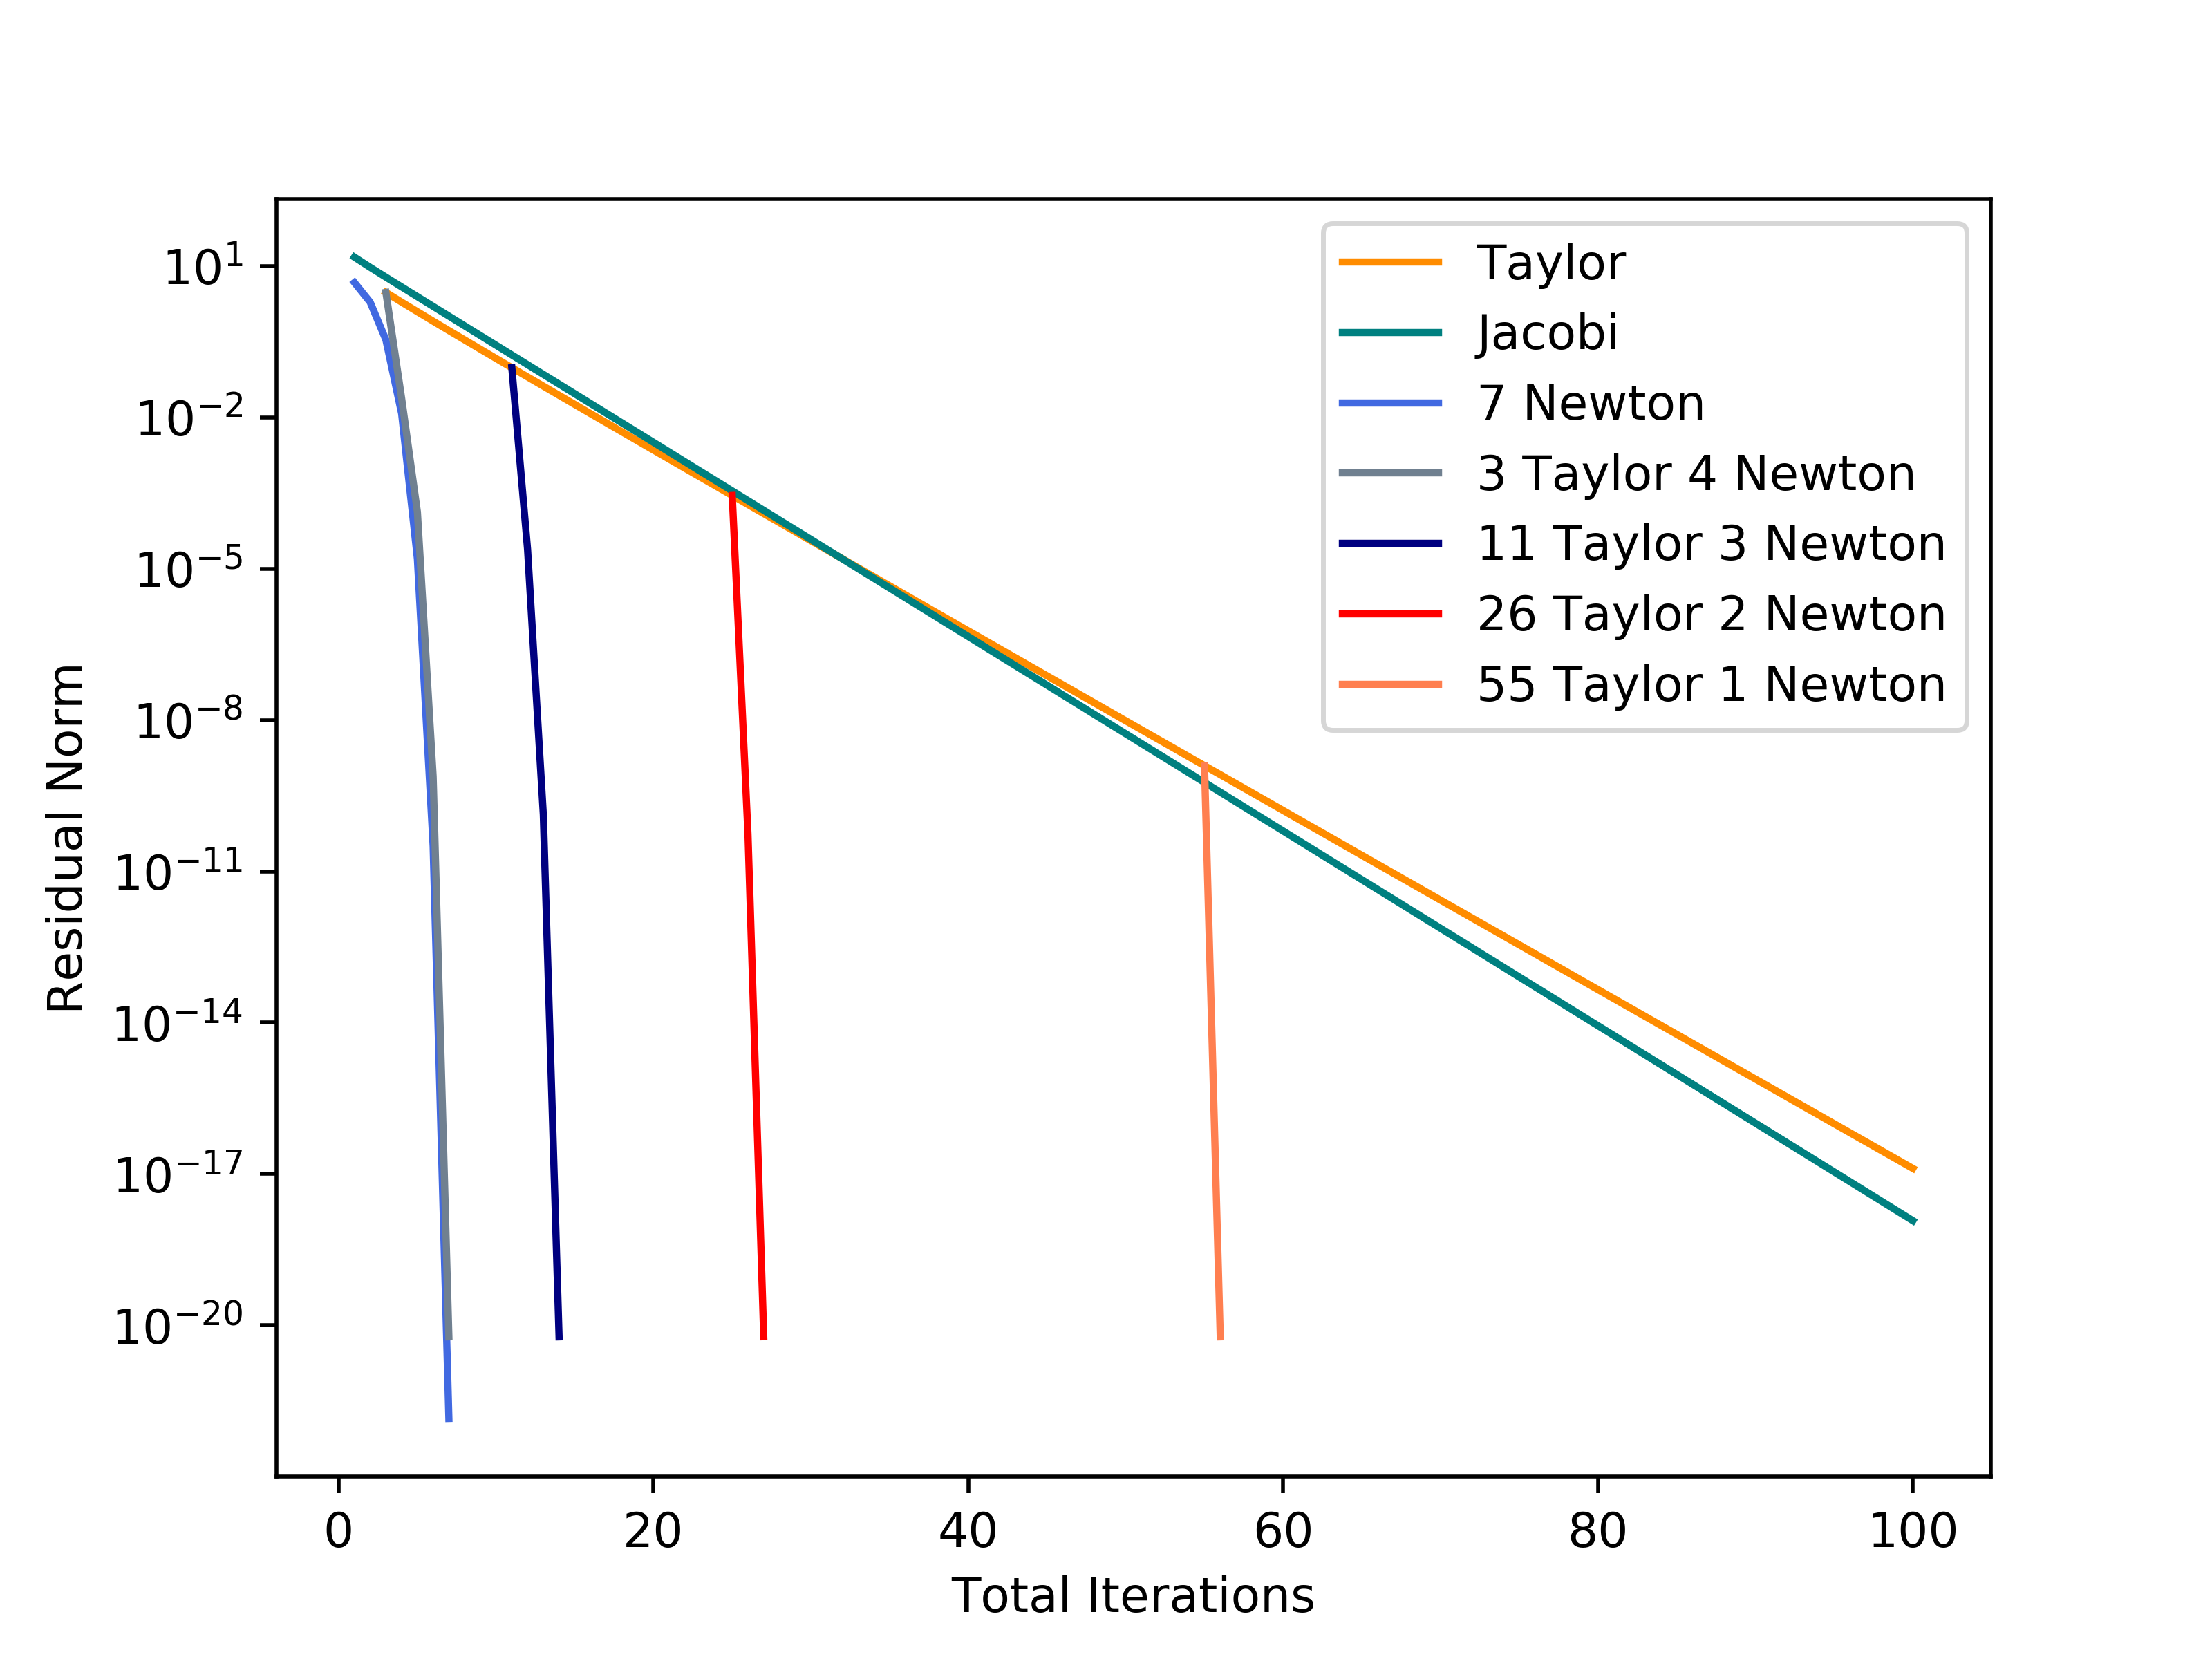 Taylor
Jacobi
7 Newton
3 Taylor 4 Newton
11 Taylor 3 Newton
26 Taylor 2 Newton
55 Taylor 1 Newton
10^1
10^−2
10^−5
10^−8
10^−11
10^−14
10^−17
10^−20
Residual Norm
0 20 40 60 80 100
Total Iterations